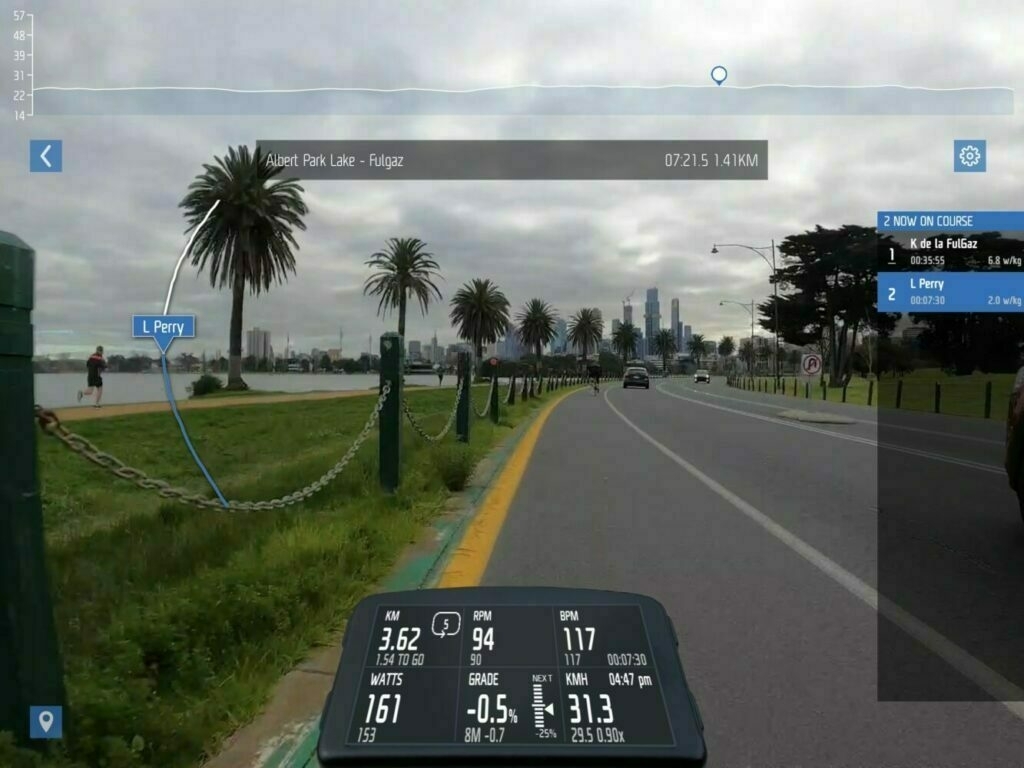 57
48
39
31
22
14
Albert Park Lake - Fulgaz 07:21.5 1.41KM
2 NOW ON COURSE
1 K de la FulGaz
00:35:55 6.8 w/kg
2 L Perry
00:07:30 2.0 w/kg
L Perry
KM 5 RPM BPM
3.62 94 117
1.54 TO GO 90 117 00:07:30
WATTS GRADE NEXT KMH 04:47 pm
161 -0.5% 31.3
153 8M -0.7 -25% 29.5 0.90x